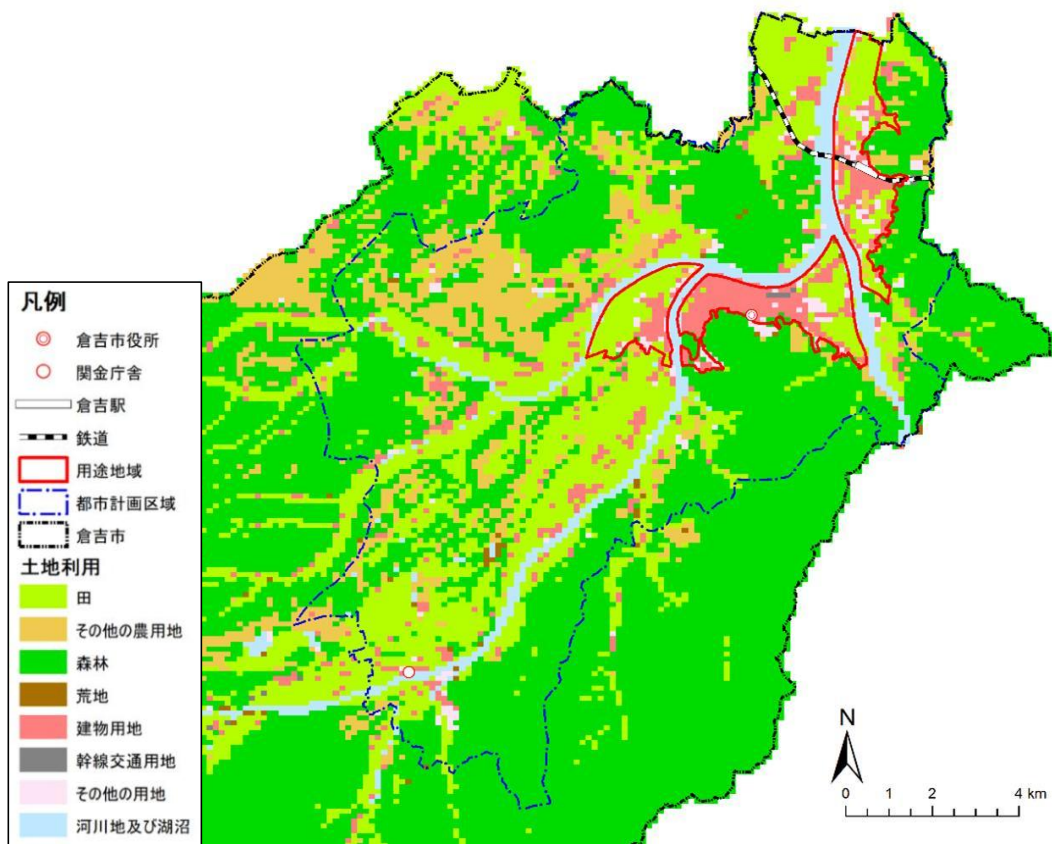 凡例
倉吉市役所
関金庁舎
倉吉駅
鉄道
用途地域
都市計画区域
倉吉市
土地利用
田
その他の農用地
森林
荒地
建物用地
幹線交通用地
その他の用地
河川地及び湖沼
N
0 1 2 4 km